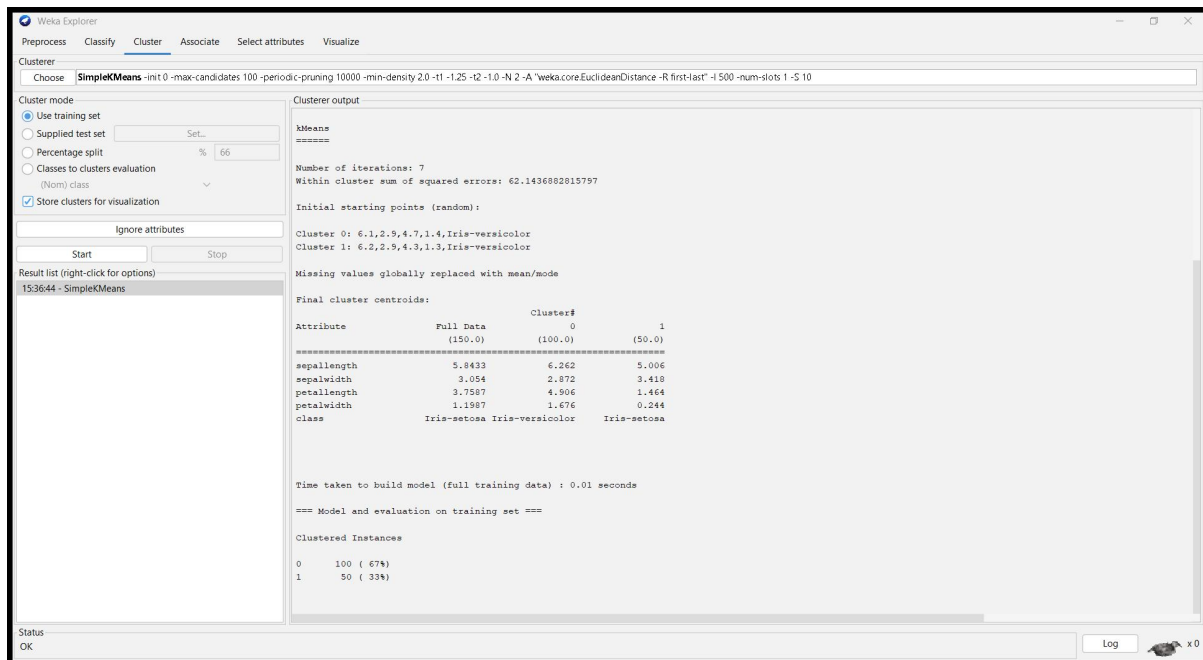 Weka Explorer
Preprocess Classify Cluster Associate Select attributes Visualize
Clusterer
Choose SimpleKMeans -init 0 -max-candidates 100 -periodic-pruning 10000 -min-density 2.0 -t1 -1.25 -t2 -1.0 -N 2 -A "weka.core.EuclideanDistance -R first-last" -I 500 -num-slots 1 -S 10
Cluster mode
Use training set
Supplied test set Set...
Percentage split % 66
Classes to clusters evaluation
(Nom) class
Store clusters for visualization
Ignore attributes
Start Stop
Result list (right-click for options)
15:36:44 - SimpleKMeans
Clusterer output
kMeans
======
Number of iterations: 7
Within cluster sum of squared errors: 62.1436882815797
Initial starting points (random):
Cluster 0: 6.1,2.9,4.7,1.4,Iris-versicolor
Cluster 1: 6.2,2.9,4.3,1.3,Iris-versicolor
Missing values globally replaced with mean/mode
Final cluster centroids:
Cluster#
Attribute Full Data 0 1
(150.0) (100.0) (50.0)
==================================================================
sepallength 5.8433 6.262 5.006
sepalwidth 3.054 2.872 3.418
petallength 3.7587 4.906 1.464
petalwidth 1.1987 1.676 0.244
class Iris-setosa Iris-versicolor Iris-setosa
Time taken to build model (full training data) : 0.01 seconds
=== Model and evaluation on training set ===
Clustered Instances
0 100 ( 67%)
1 50 ( 33%)
Status
OK
Log x 0